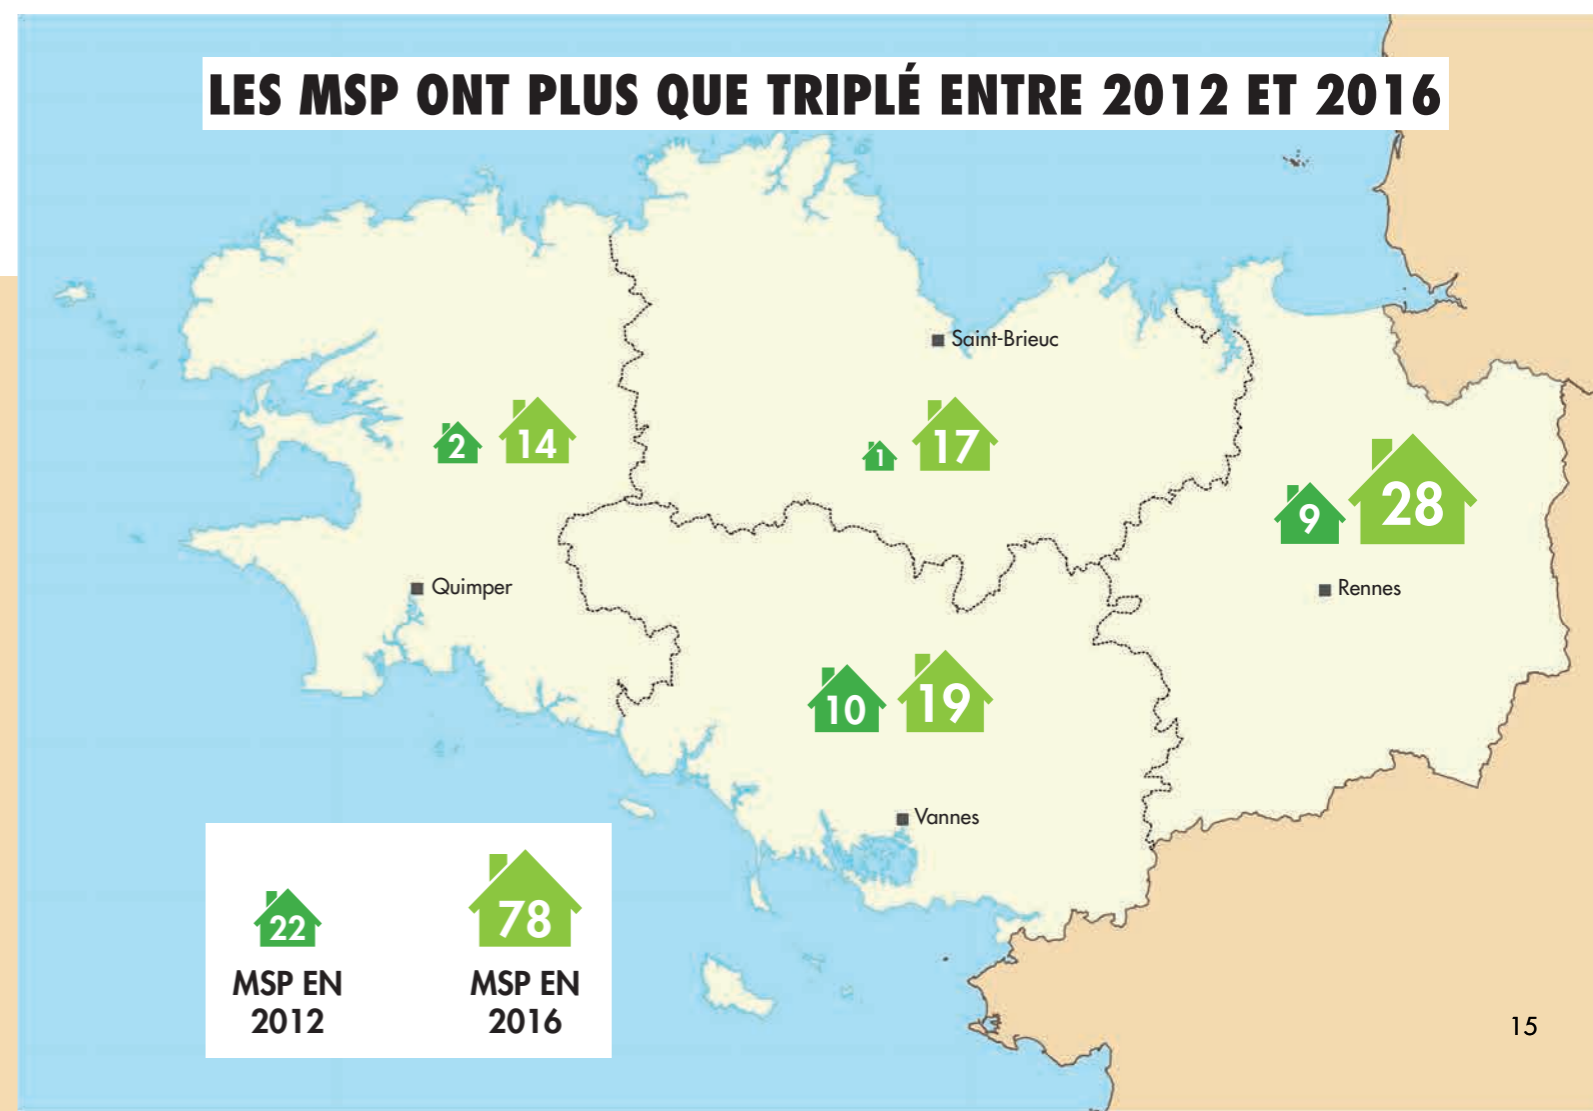 LES MSP ONT PLUS QUE TRIPLÉ ENTRE 2012 ET 2016
Saint-Brieuc
2
14
1
17
9
28
Quimper
Rennes
10
19
Vannes
22
78
MSP EN
2012
MSP EN
2016
15